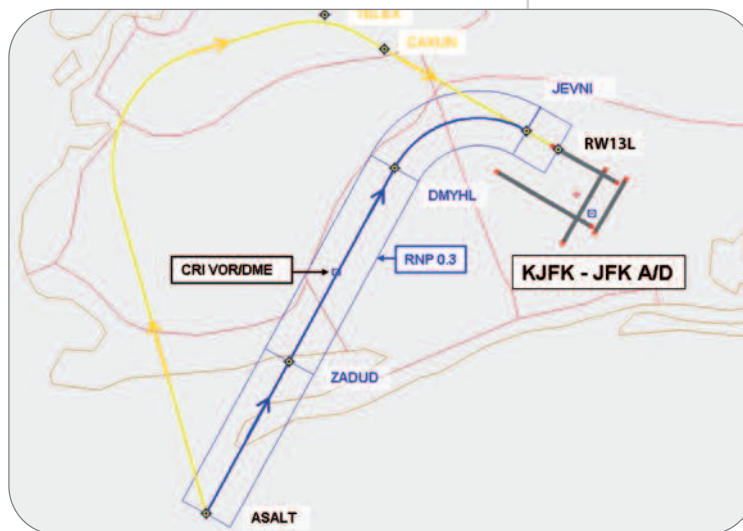 CAXUN
JEVNI
RW13L
DMYHL
CRI VOR/DME
RNP 0.3
KJFK - JFK A/D
ZADUD
ASALT